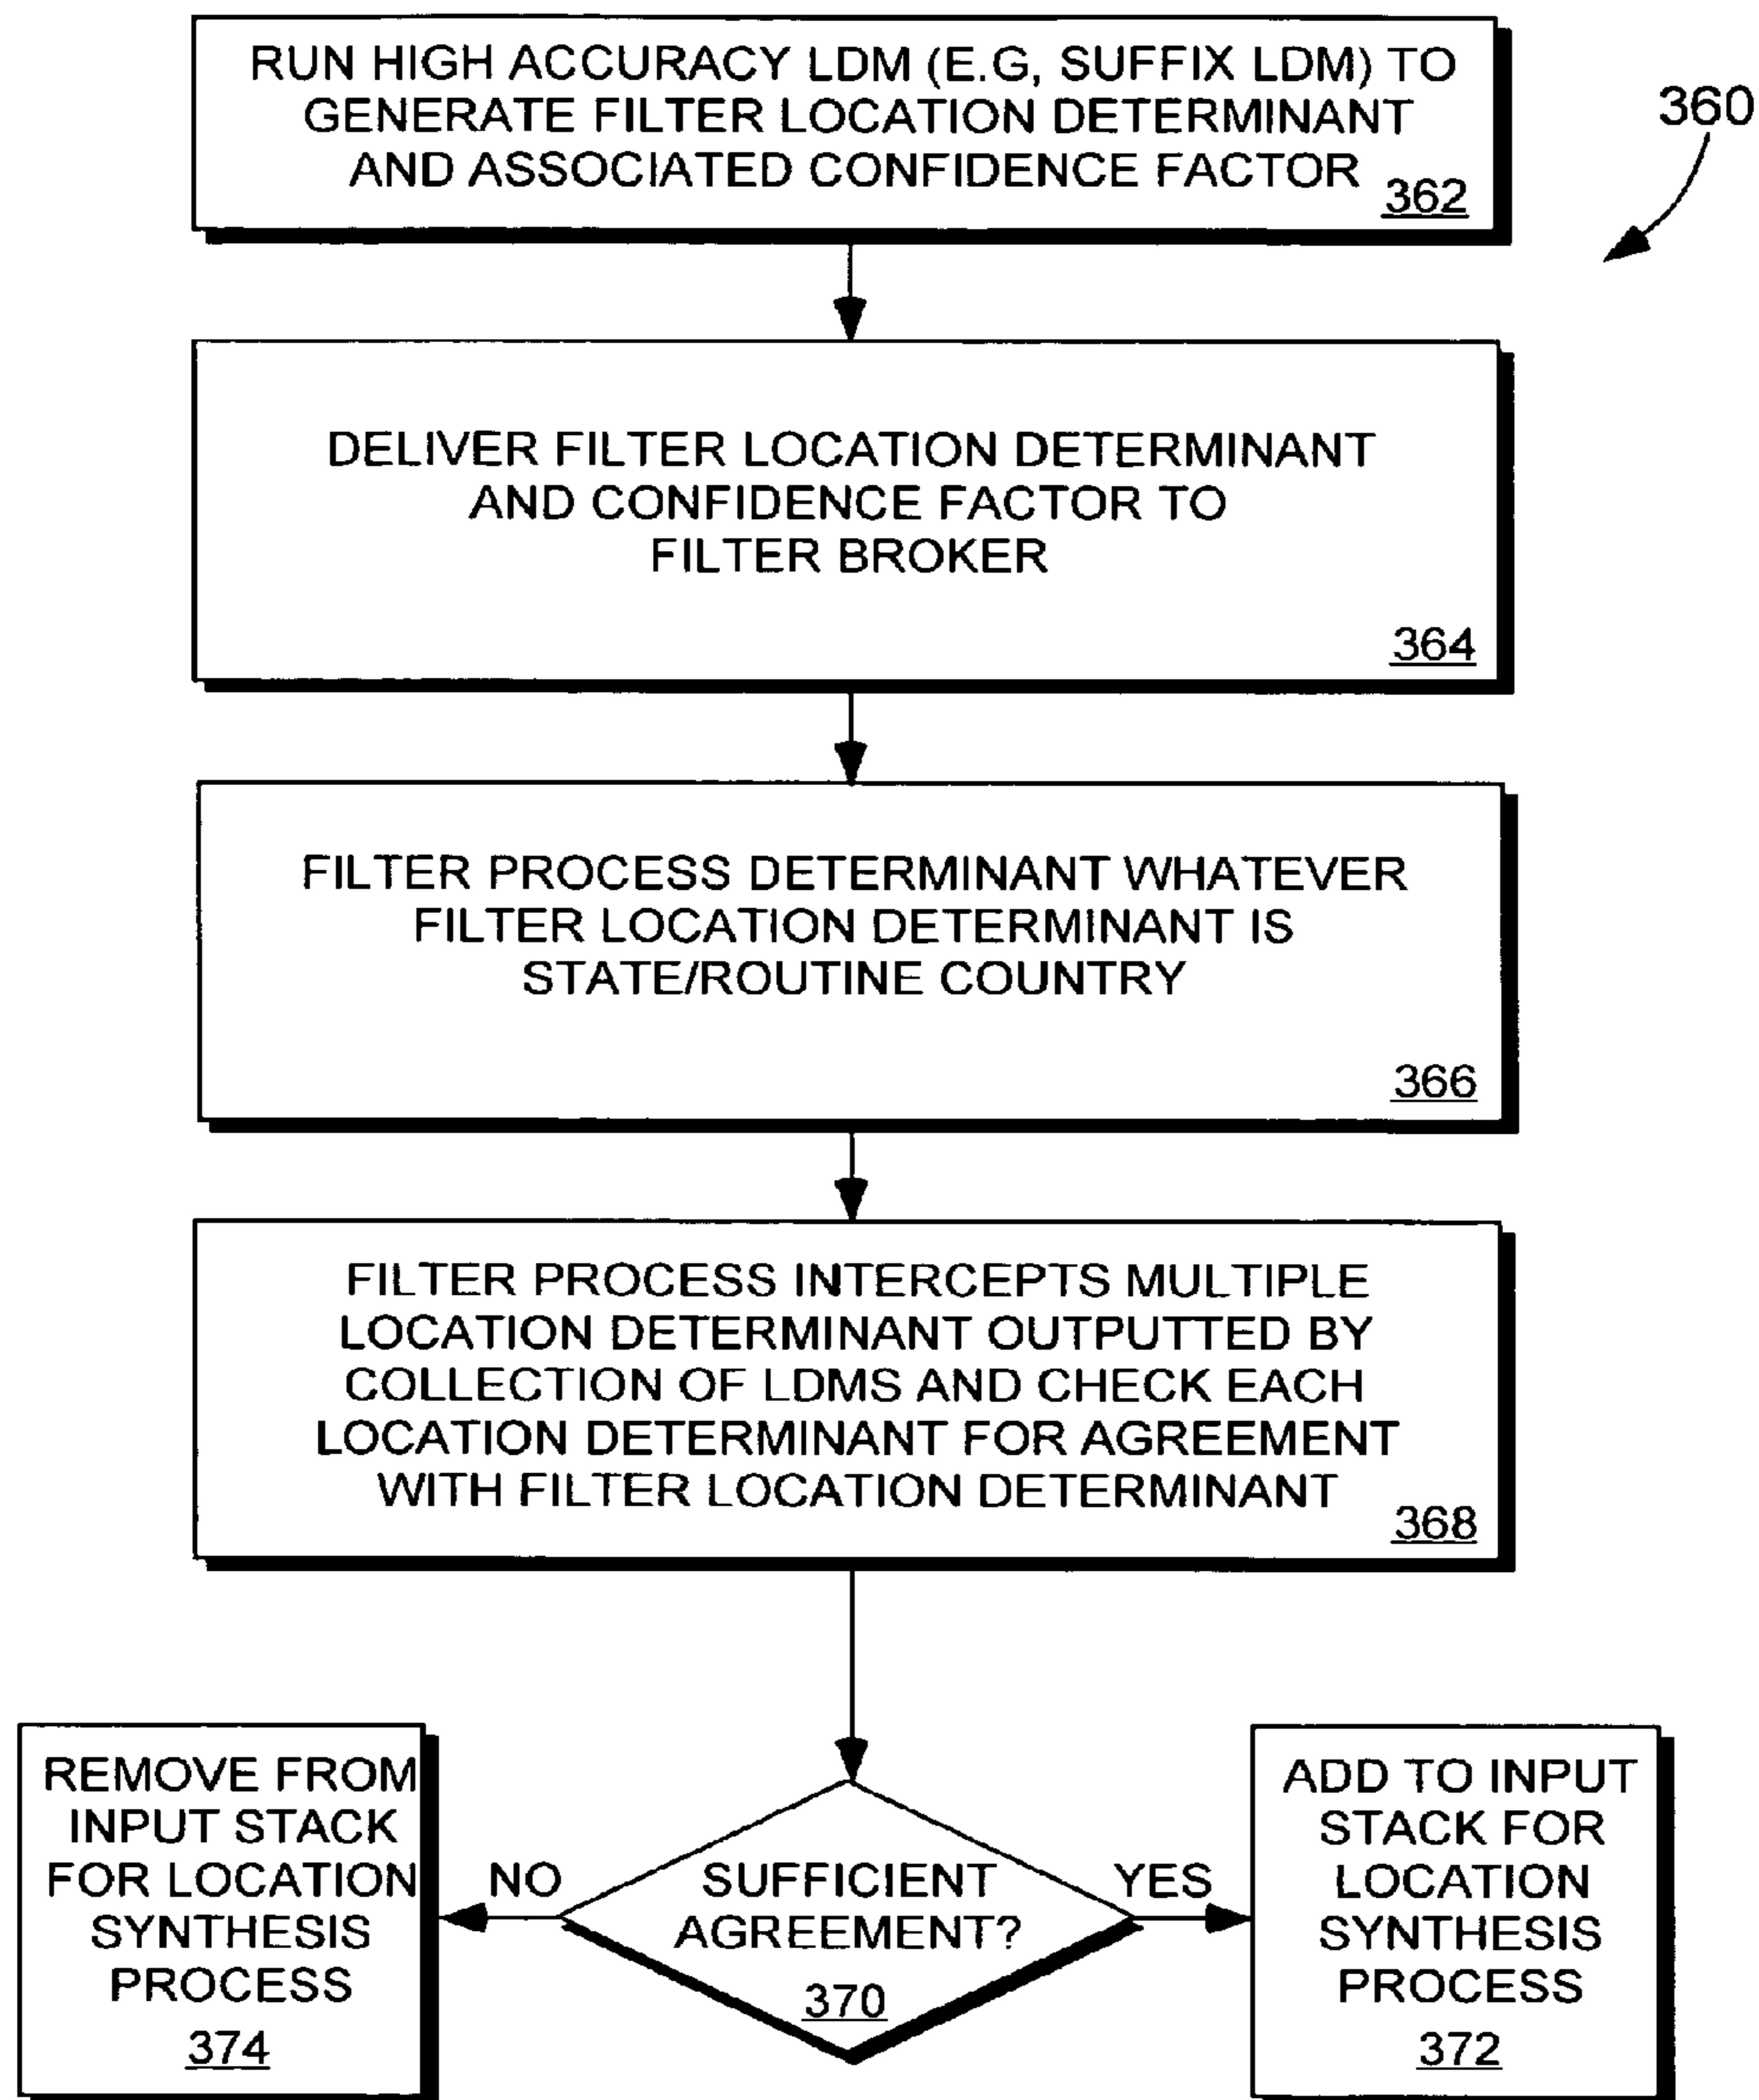 RUN HIGH ACCURACY LDM (E.G, SUFFIX LDM) TO
GENERATE FILTER LOCATION DETERMINANT
AND ASSOCIATED CONFIDENCE FACTOR
362
360
DELIVER FILTER LOCATION DETERMINANT
AND CONFIDENCE FACTOR TO
FILTER BROKER
364
FILTER PROCESS DETERMINANT WHATEVER
FILTER LOCATION DETERMINANT IS
STATE/ROUTINE COUNTRY
366
FILTER PROCESS INTERCEPTS MULTIPLE
LOCATION DETERMINANT OUTPUTTED BY
COLLECTION OF LDMS AND CHECK EACH
LOCATION DETERMINANT FOR AGREEMENT
WITH FILTER LOCATION DETERMINANT
368
REMOVE FROM
INPUT STACK
FOR LOCATION
SYNTHESIS
PROCESS
374
NO
SUFFICIENT
AGREEMENT?
370
YES
ADD TO INPUT
STACK FOR
LOCATION
SYNTHESIS
PROCESS
372